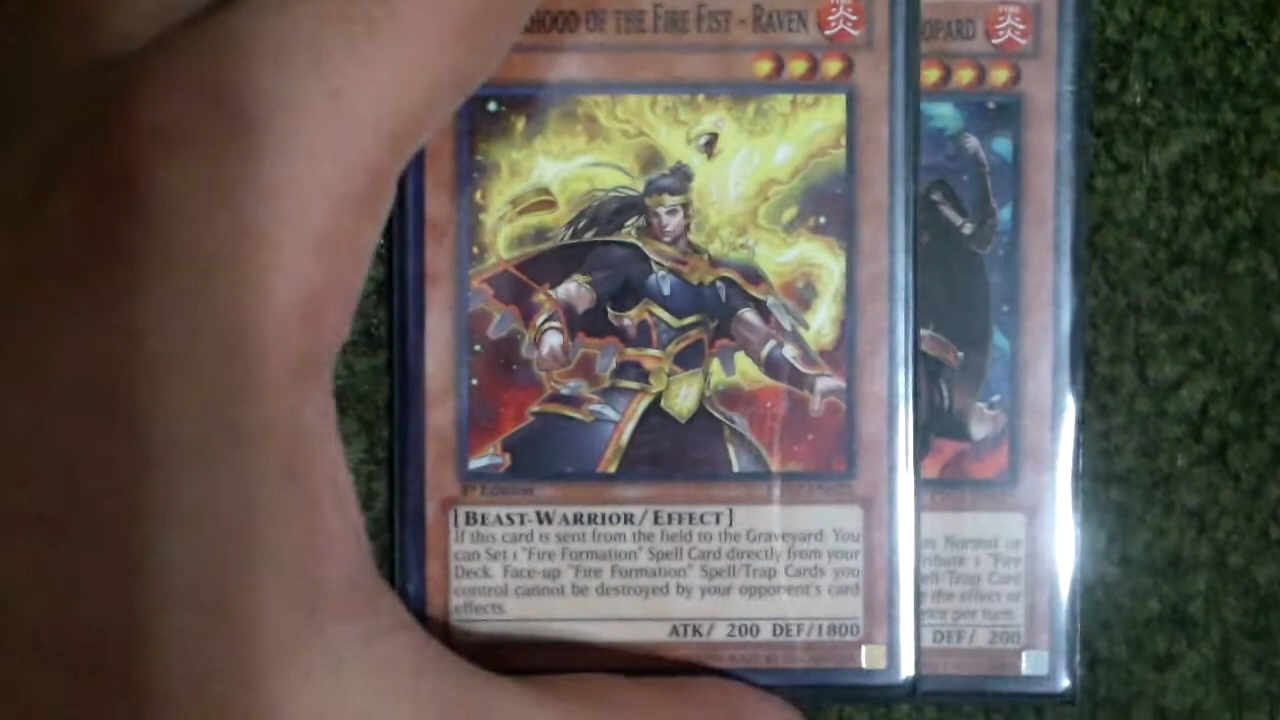 HOOD OF THE FIRE FIST - RAVEN
FIRE
炎
1st Edition
[BEAST-WARRIOR/EFFECT]
If this card is sent from the field to the Graveyard: You
can Set 1 "Fire Formation" Spell Card directly from your
Deck. Face-up "Fire Formation" Spell/Trap Cards you
control cannot be destroyed by your opponent's card
effects.
ATK/ 200 DEF/1800
OPARD
炎
Normal or
1 "Fire
Trap Card
the effect of
per turn.
DEF/ 200